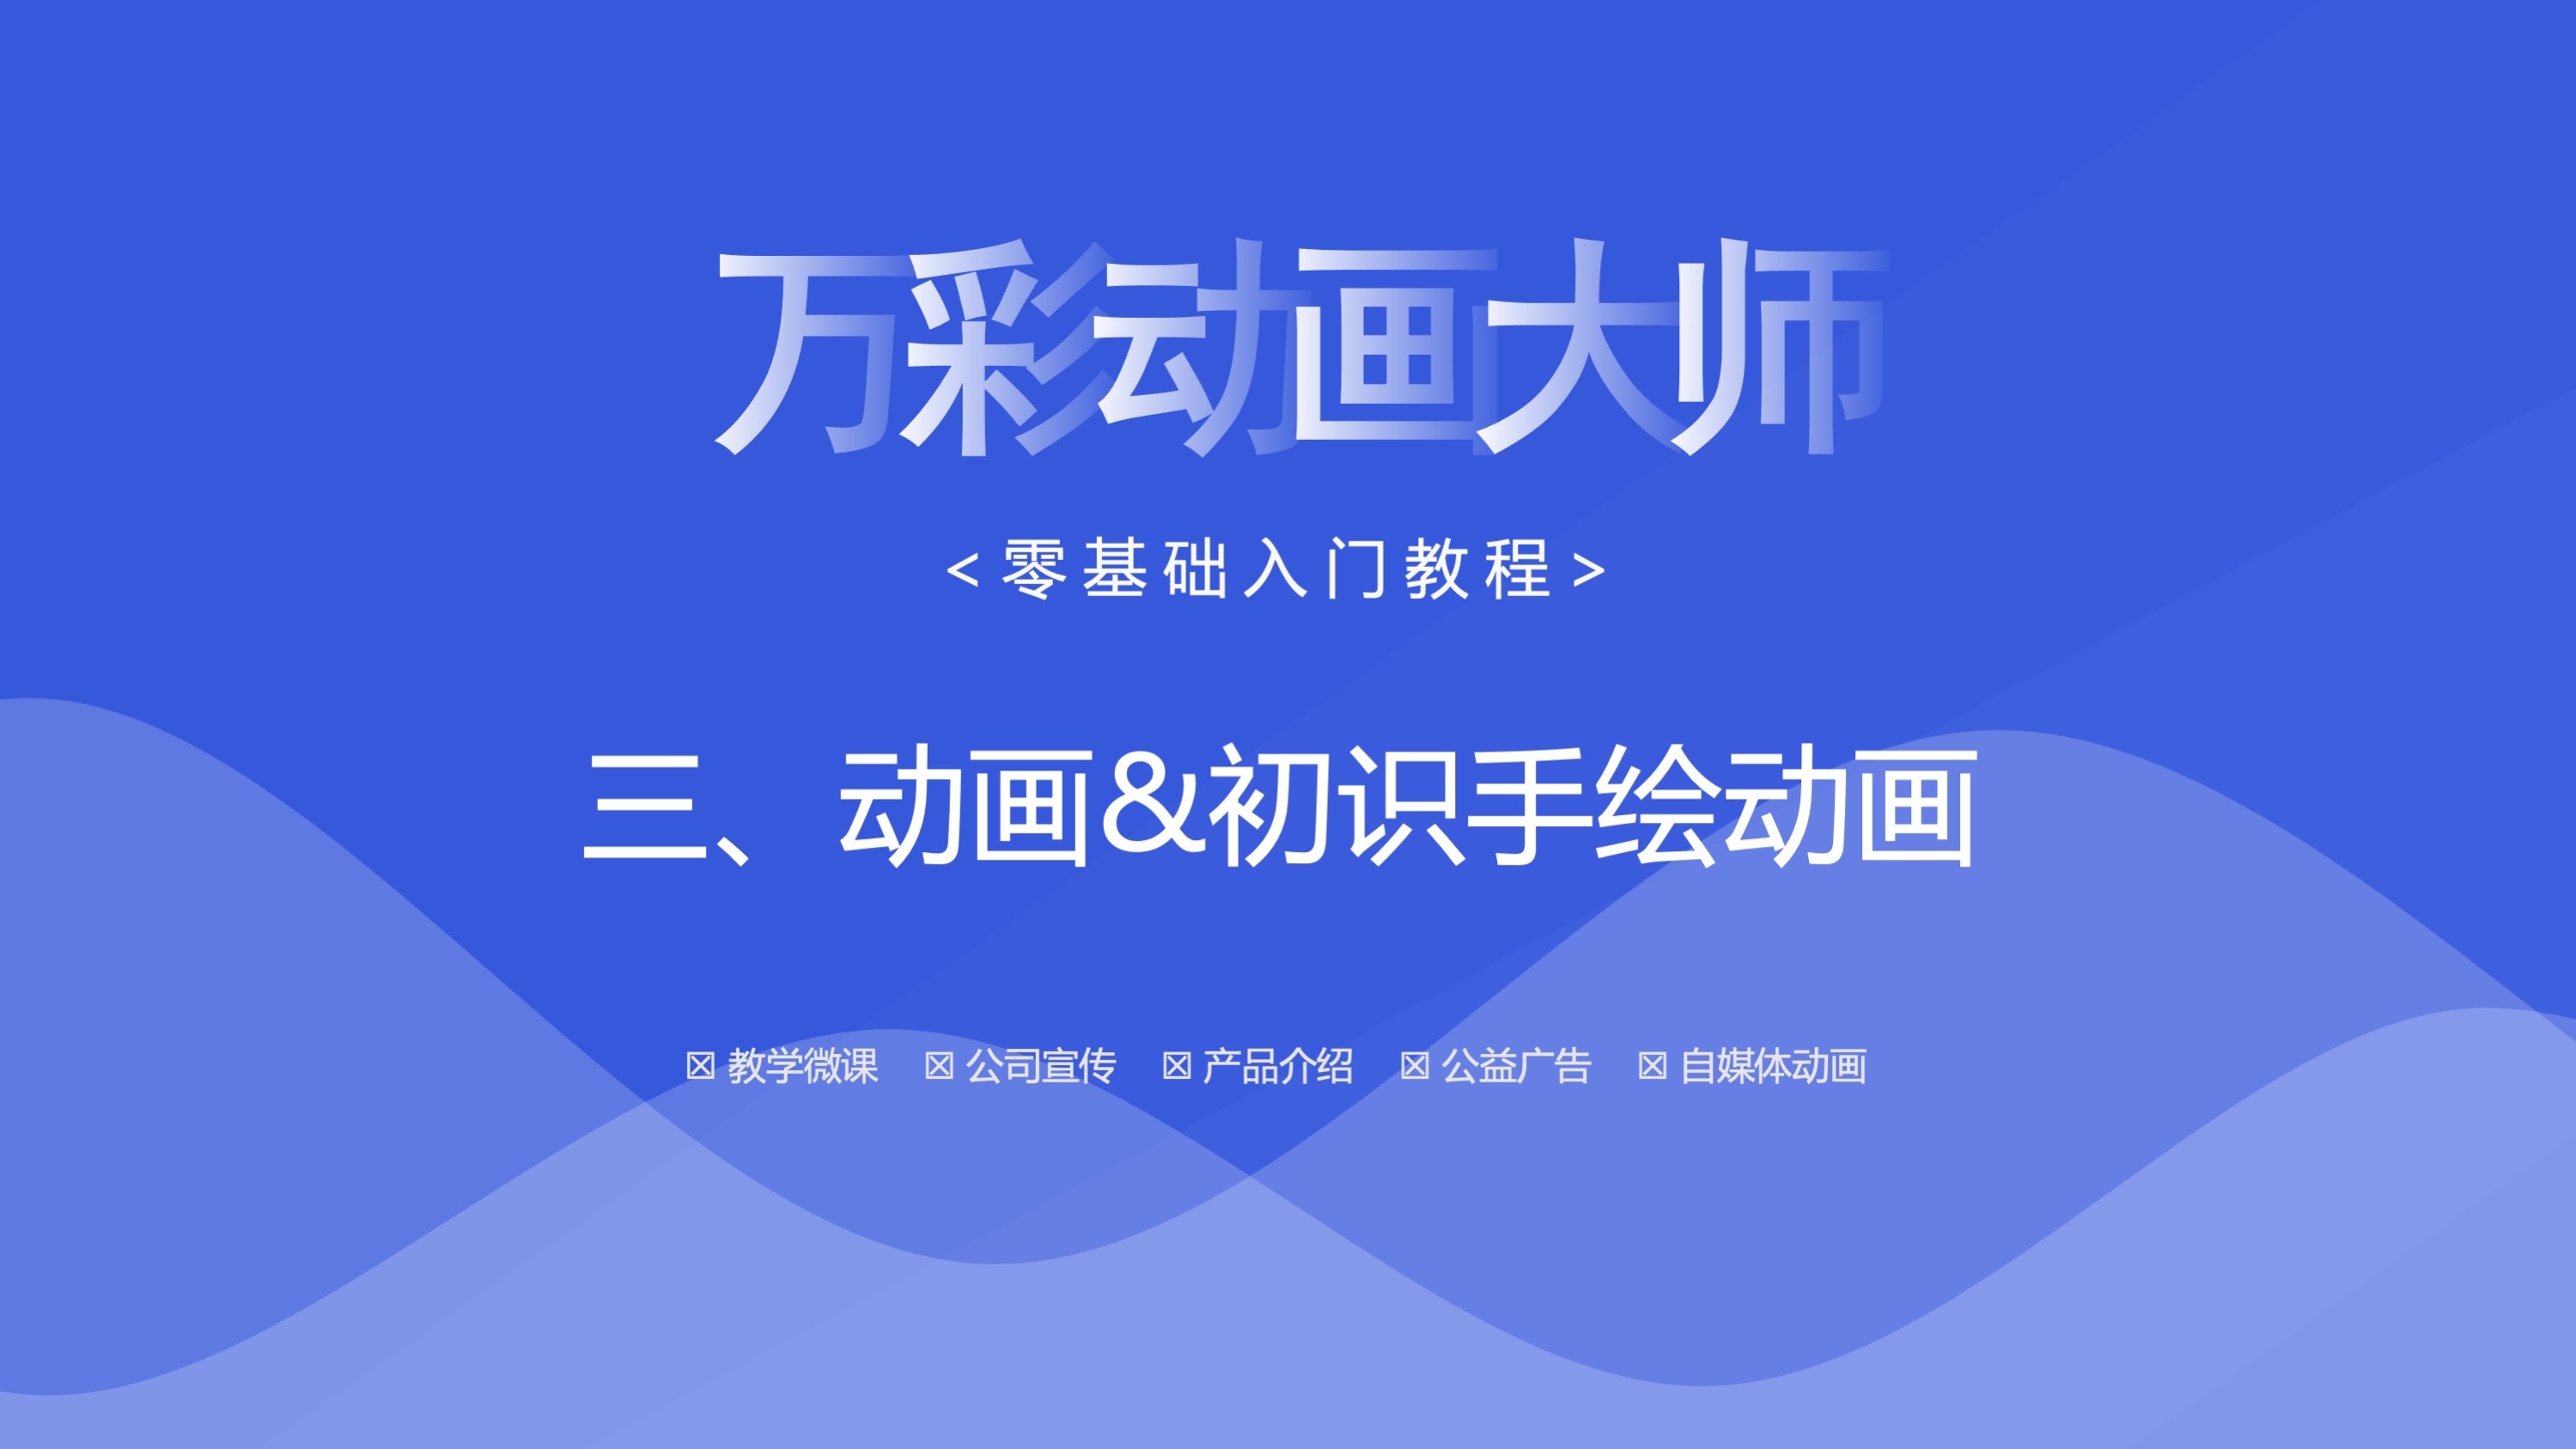 万彩动画大师
<零基础入门教程>
三、动画&初识手绘动画
☒ 教学微课 ☒ 公司宣传 ☒ 产品介绍 ☒ 公益广告 ☒ 自媒体动画